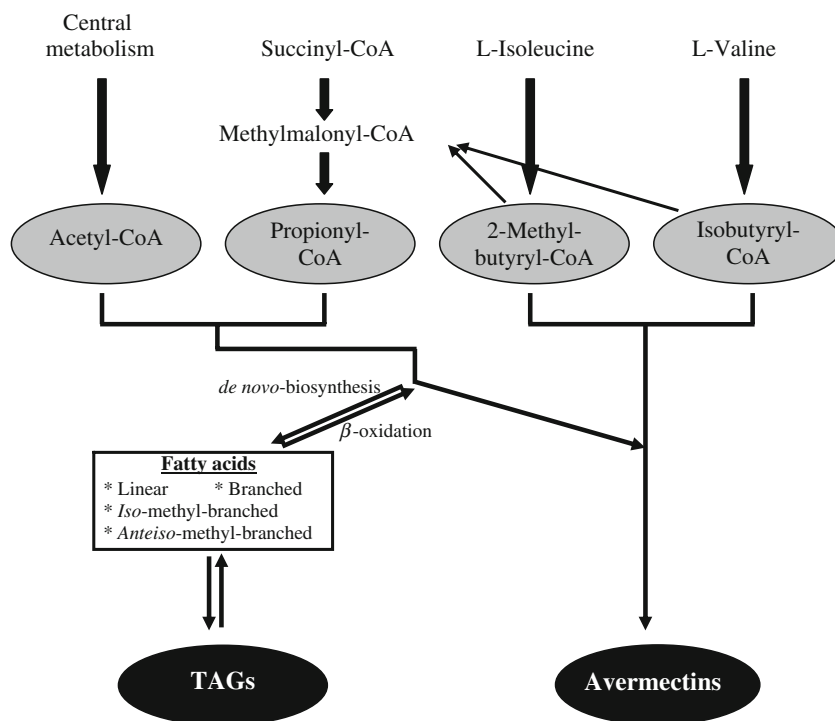 Central
metabolism
Succinyl-CoA
L-Isoleucine
L-Valine
Methylmalonyl-CoA
Acetyl-CoA
Propionyl-
CoA
2-Methyl-
butyryl-CoA
Isobutyryl-
CoA
de novo-biosynthesis
β-oxidation
Fatty acids
* Linear * Branched
* Iso-methyl-branched
* Anteiso-methyl-branched
TAGs
Avermectins